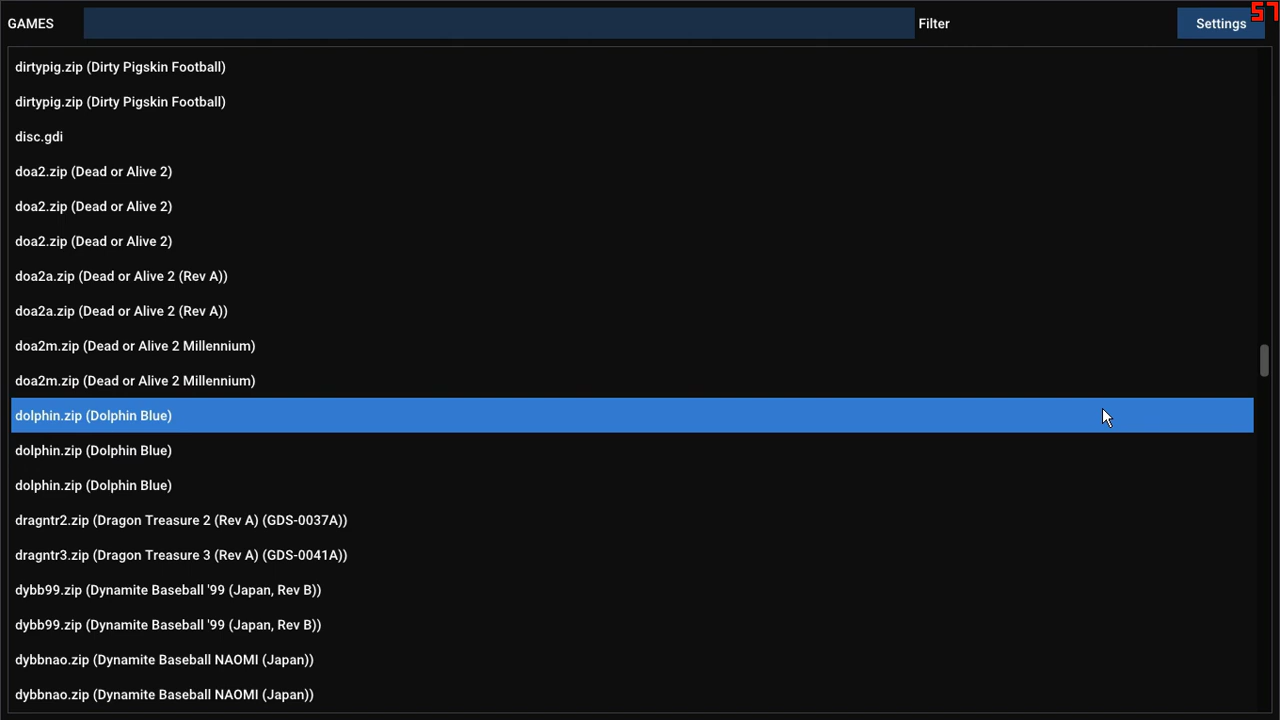 GAMES
Filter
Settings
57
dirtypig.zip (Dirty Pigskin Football)
dirtypig.zip (Dirty Pigskin Football)
disc.gdi
doa2.zip (Dead or Alive 2)
doa2.zip (Dead or Alive 2)
doa2.zip (Dead or Alive 2)
doa2a.zip (Dead or Alive 2 (Rev A))
doa2a.zip (Dead or Alive 2 (Rev A))
doa2m.zip (Dead or Alive 2 Millennium)
doa2m.zip (Dead or Alive 2 Millennium)
dolphin.zip (Dolphin Blue)
dolphin.zip (Dolphin Blue)
dolphin.zip (Dolphin Blue)
dragntr2.zip (Dragon Treasure 2 (Rev A) (GDS-0037A))
dragntr3.zip (Dragon Treasure 3 (Rev A) (GDS-0041A))
dybb99.zip (Dynamite Baseball '99 (Japan, Rev B))
dybb99.zip (Dynamite Baseball '99 (Japan, Rev B))
dybbnao.zip (Dynamite Baseball NAOMI (Japan))
dybbnao.zip (Dynamite Baseball NAOMI (Japan))